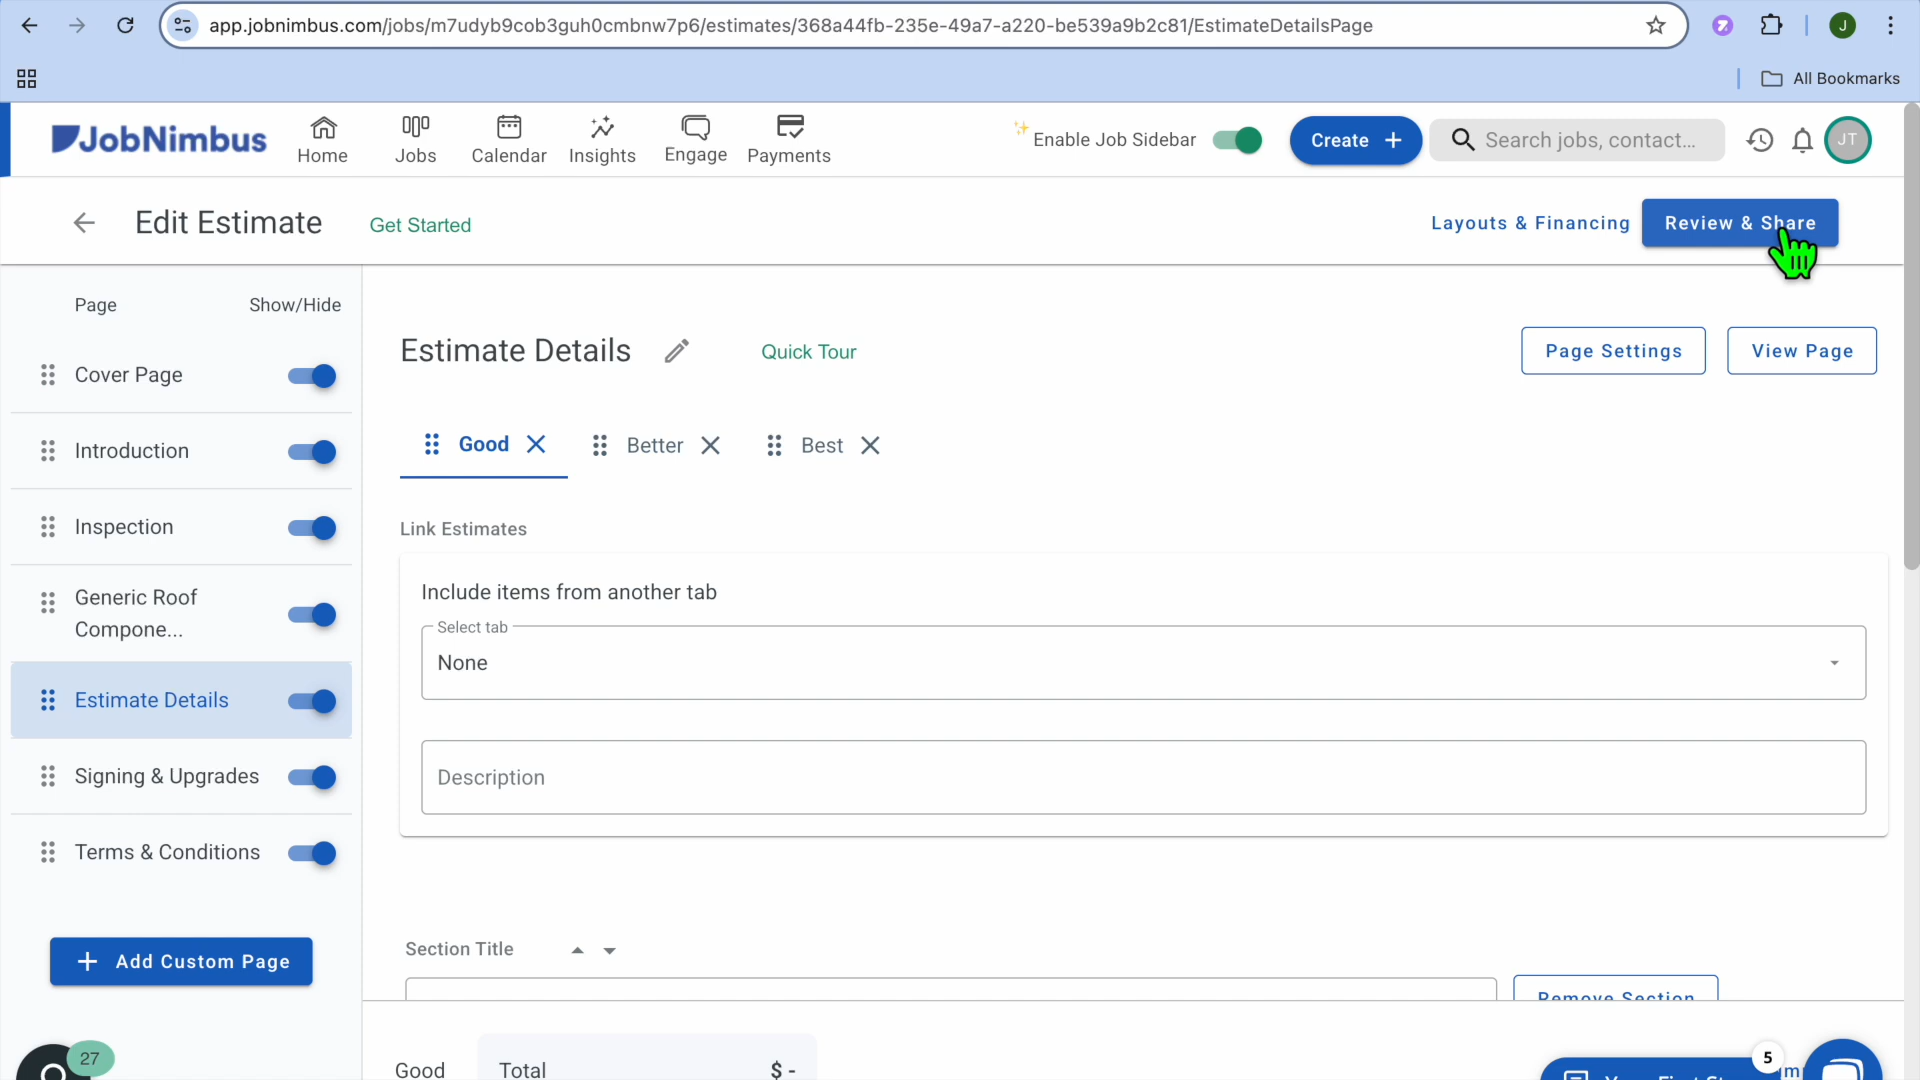 app.jobnimbus.com/jobs/m7udyb9cob3guh0cmbnw7p6/estimates/368a44fb-235e-49a7-a220-be539a9b2c81/EstimateDetailsPage
J
All Bookmarks
JobNimbus
Home
Jobs
Calendar
Insights
Engage
Payments
Enable Job Sidebar
Create +
Search jobs, contact...
JT
Edit Estimate
Get Started
Layouts & Financing
Review & Share
Page
Show/Hide
Cover Page
Introduction
Inspection
Generic Roof
Compone...
Estimate Details
Signing & Upgrades
Terms & Conditions
+ Add Custom Page
27
Estimate Details
Quick Tour
Page Settings
View Page
Good
Better
Best
Link Estimates
Include items from another tab
Select tab
None
Description
Section Title
Remove Section
Good
Total
$ -
5